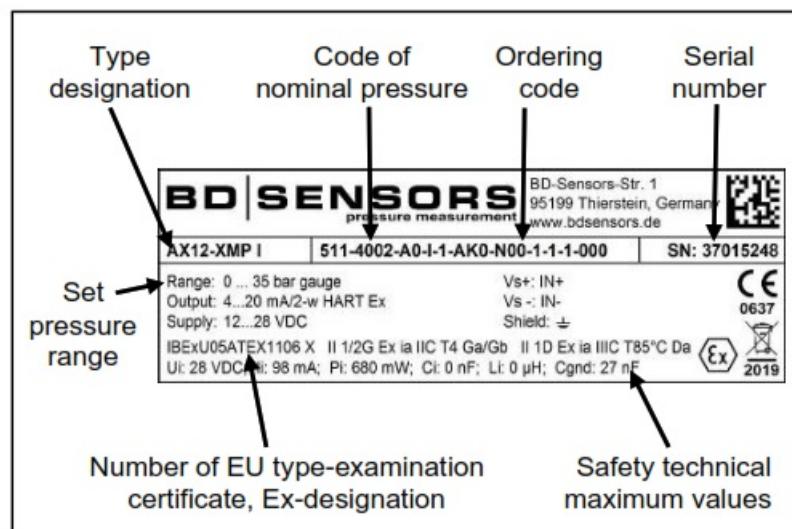 Type designation
Code of nominal pressure
Ordering code
Serial number
BD|SENSORS
pressure measurement
BD-Sensors-Str. 1
95199 Thierstein, Germany
www.bdsensors.de
AX12-XMP I 511-4002-A0-I-1-AK0-N00-1-1-1-000 SN: 37015248
Set pressure range
Range: 0 ... 35 bar gauge Vs+: IN+
Output: 4...20 mA/2-w HART Ex Vs -: IN-
Supply: 12...28 VDC Shield: ⏚
CE
0637
IBExU05ATEX1106 X II 1/2G Ex ia IIC T4 Ga/Gb II 1D Ex ia IIIC T85°C Da
Ui: 28 VDC; Ii: 98 mA; Pi: 680 mW; Ci: 0 nF; Li: 0 µH; Cgnd: 27 nF
Ex
2019
Number of EU type-examination certificate, Ex-designation
Safety technical maximum values